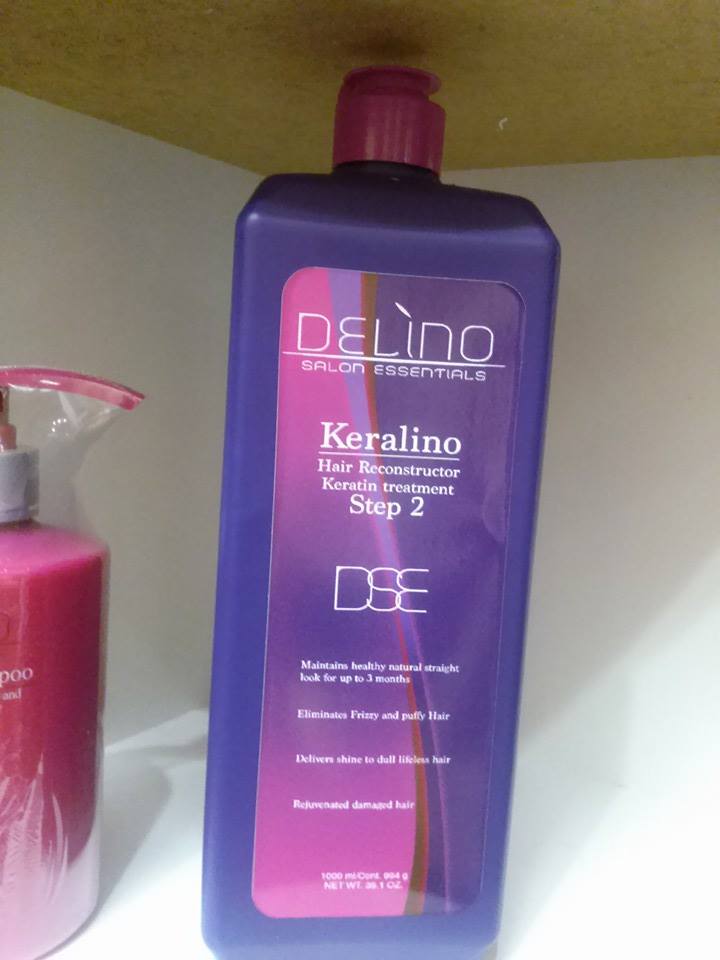 DELÌNO
SALON ESSENTIALS
Keralino
Hair Reconstructor
Keratin treatment
Step 2
DSE
Maintains healthy natural straight
look for up to 3 months
Eliminates Frizzy and puffy Hair
Delivers shine to dull lifeless hair
Rejuvenated damaged hair
1000 ml/Cont. 994 g
NET WT. 35.1 OZ.
poo
and